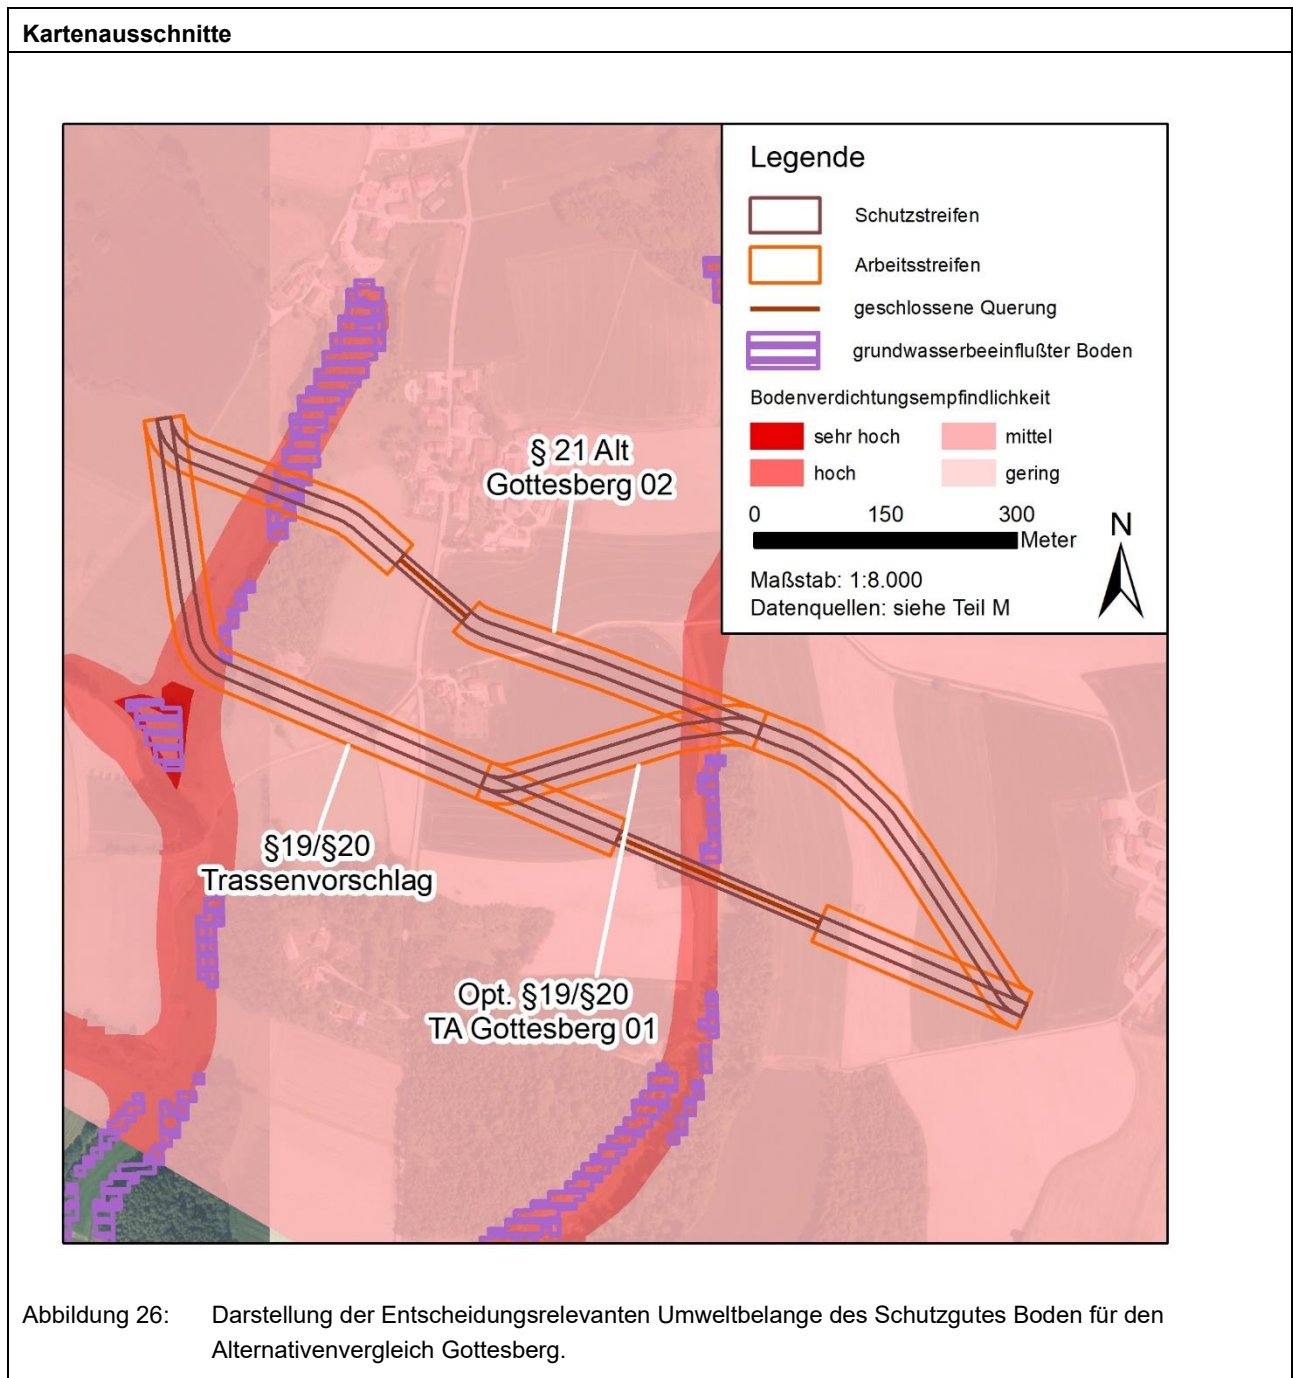 Kartenausschnitte
Legende
Schutzstreifen
Arbeitsstreifen
geschlossene Querung
grundwasserbeeinflußter Boden
Bodenverdichtungsempfindlichkeit
sehr hoch
mittel
hoch
gering
0 150 300
Meter
N
Maßstab: 1:8.000
Datenquellen: siehe Teil M
§ 21 Alt
Gottesberg 02
§19/§20
Trassenvorschlag
Opt. §19/§20
TA Gottesberg 01
Abbildung 26: Darstellung der Entscheidungsrelevanten Umweltbelange des Schutzgutes Boden für den
Alternativenvergleich Gottesberg.